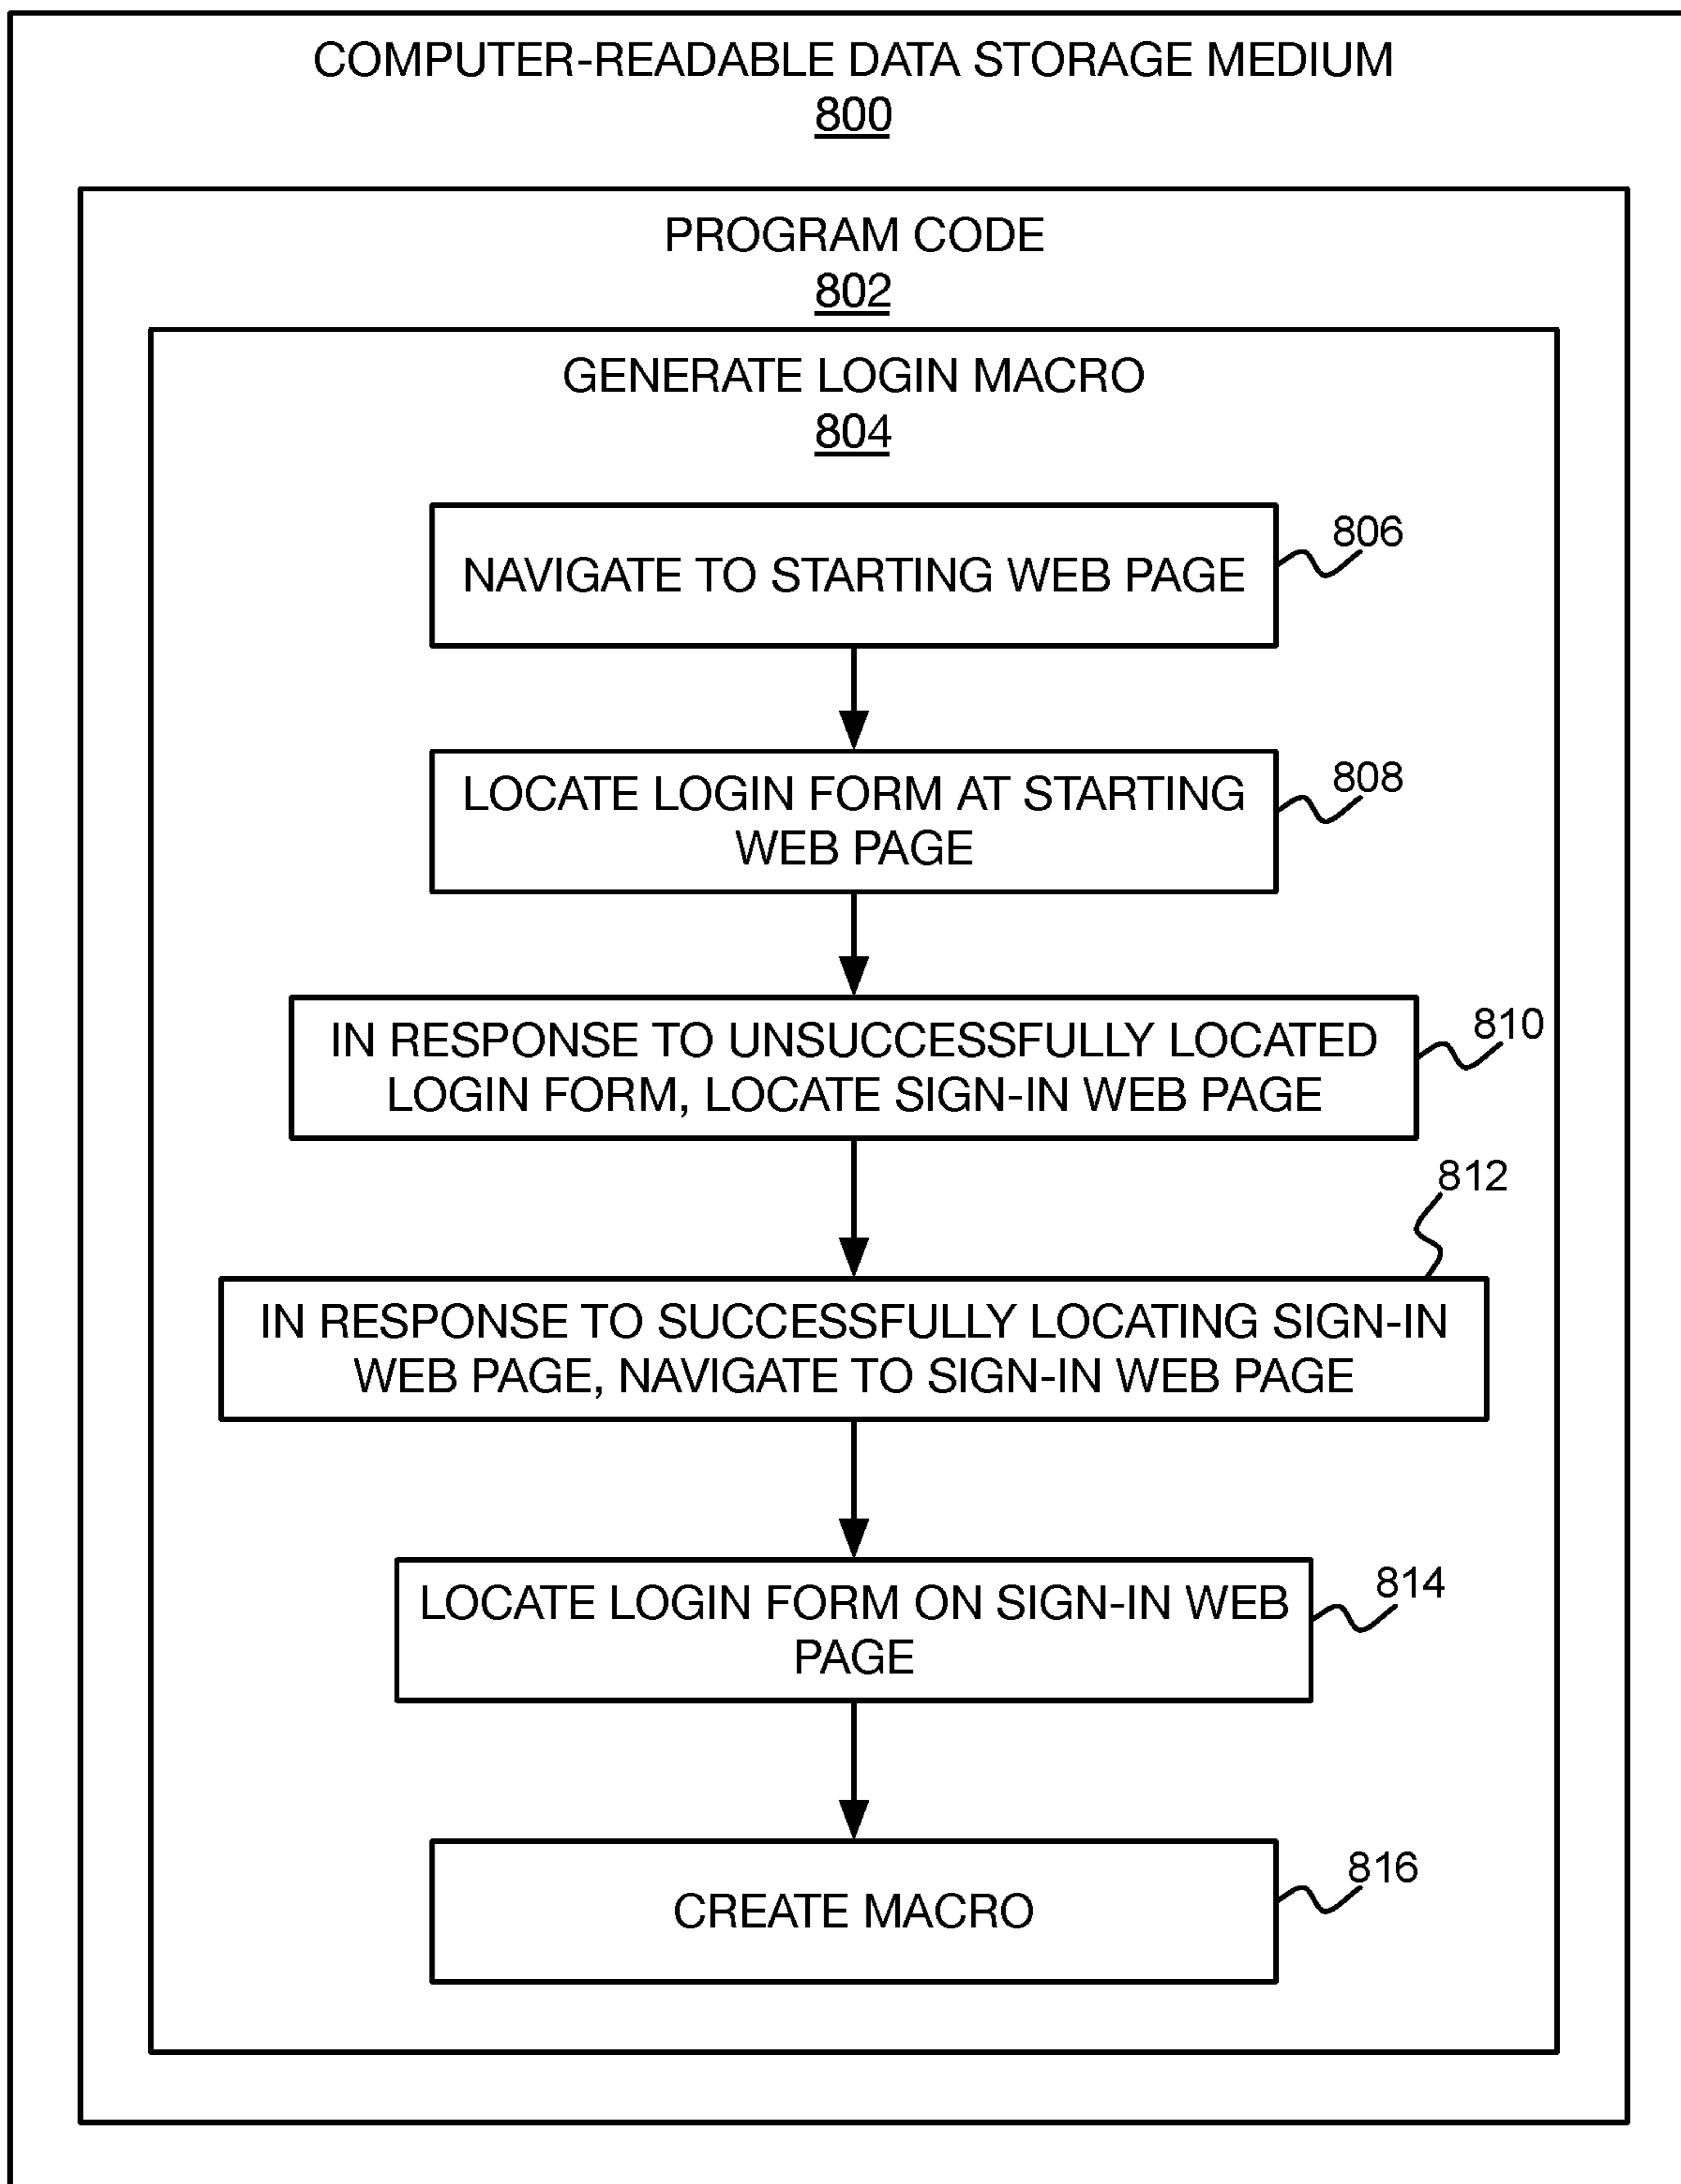 COMPUTER-READABLE DATA STORAGE MEDIUM
800
PROGRAM CODE
802
GENERATE LOGIN MACRO
804
NAVIGATE TO STARTING WEB PAGE
806
LOCATE LOGIN FORM AT STARTING
WEB PAGE
808
IN RESPONSE TO UNSUCCESSFULLY LOCATED
LOGIN FORM, LOCATE SIGN-IN WEB PAGE
810
812
IN RESPONSE TO SUCCESSFULLY LOCATING SIGN-IN
WEB PAGE, NAVIGATE TO SIGN-IN WEB PAGE
LOCATE LOGIN FORM ON SIGN-IN WEB
PAGE
814
CREATE MACRO
816